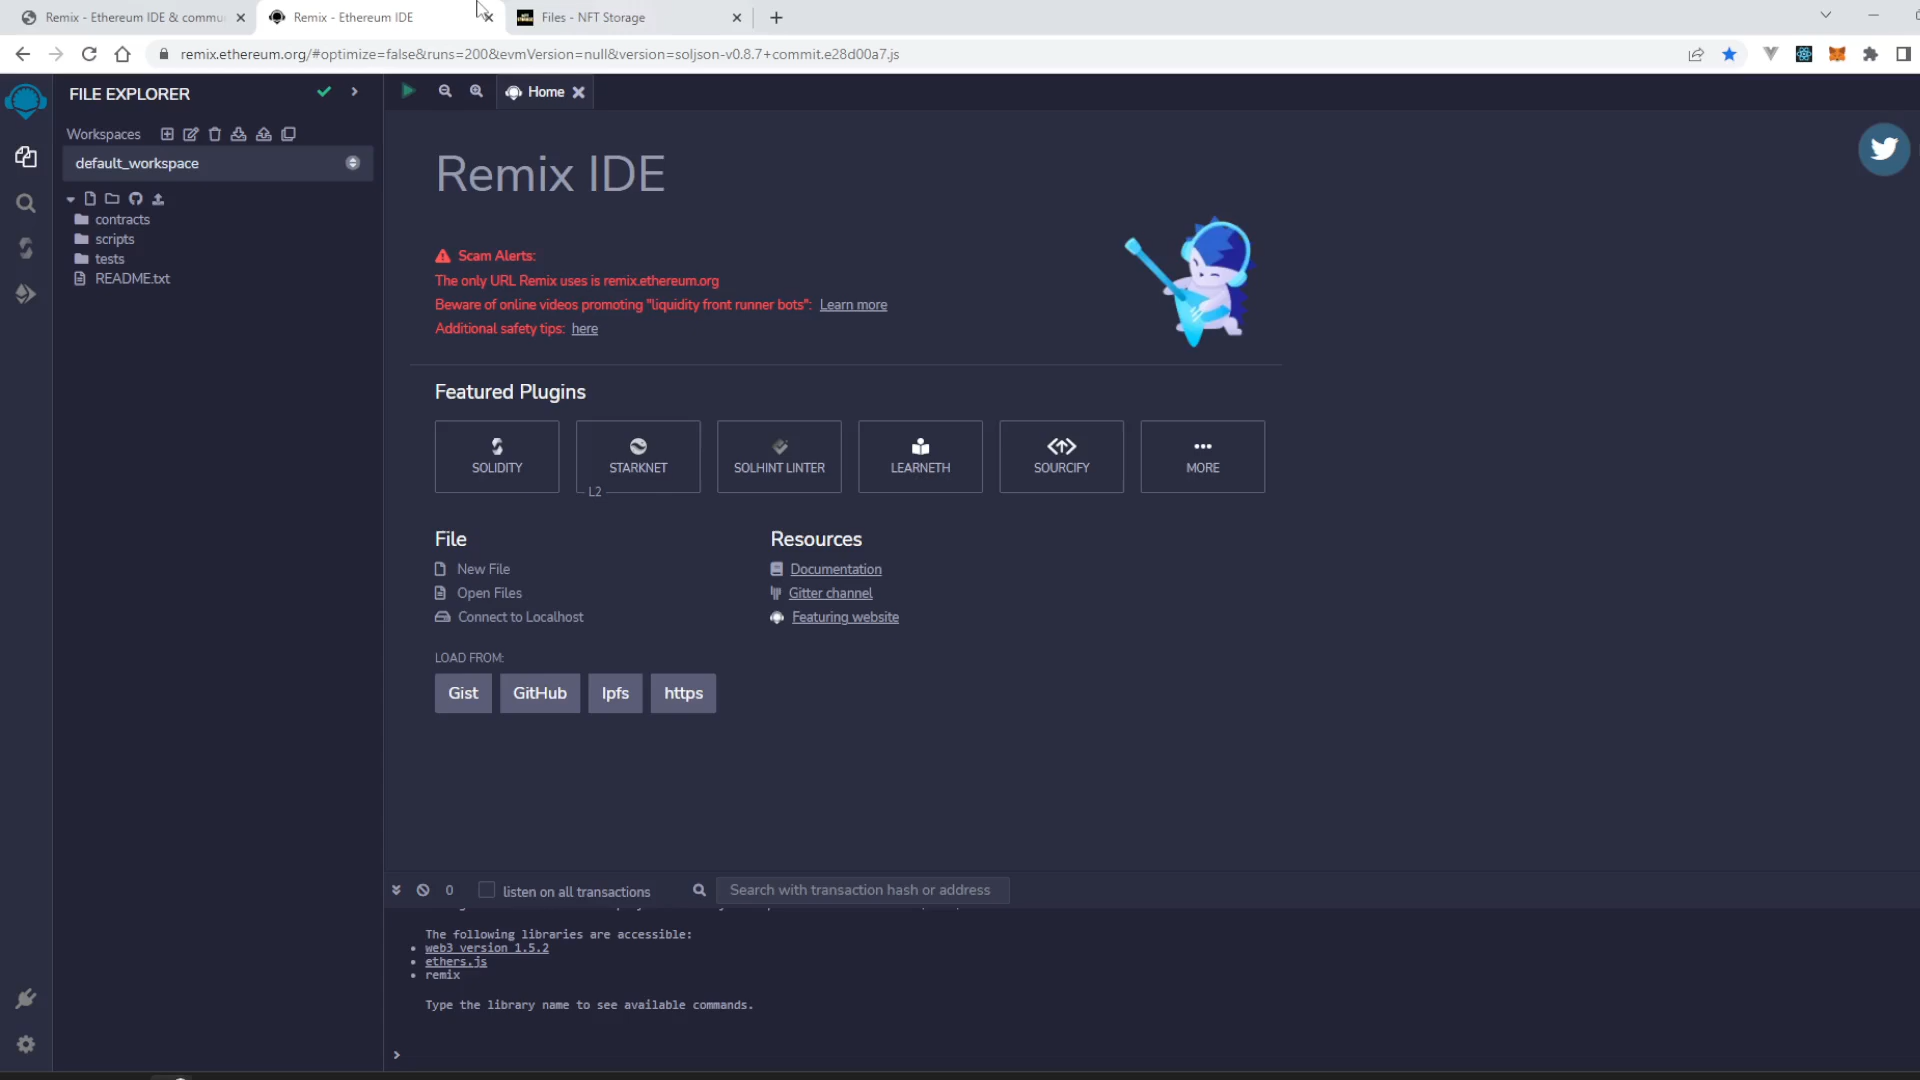 Remix - Ethereum IDE & commu
Remix - Ethereum IDE
Files - NFT Storage
remix.ethereum.org/#optimize=false&runs=200&evmVersion=null&version=soljson-v0.8.7+commit.e28d00a7.js
FILE EXPLORER
Home
Workspaces
default_workspace
contracts
scripts
tests
README.txt
Remix IDE
Scam Alerts:
The only URL Remix uses is remix.ethereum.org
Beware of online videos promoting "liquidity front runner bots": Learn more
Additional safety tips: here
Featured Plugins
SOLIDITY
STARKNET
L2
SOLHINT LINTER
LEARNETH
SOURCIFY
MORE
File
New File
Open Files
Connect to Localhost
Resources
Documentation
Gitter channel
Featuring website
LOAD FROM:
Gist
GitHub
Ipfs
https
0
listen on all transactions
Search with transaction hash or address
The following libraries are accessible:
web3 version 1.5.2
ethers.js
remix
Type the library name to see available commands.
>